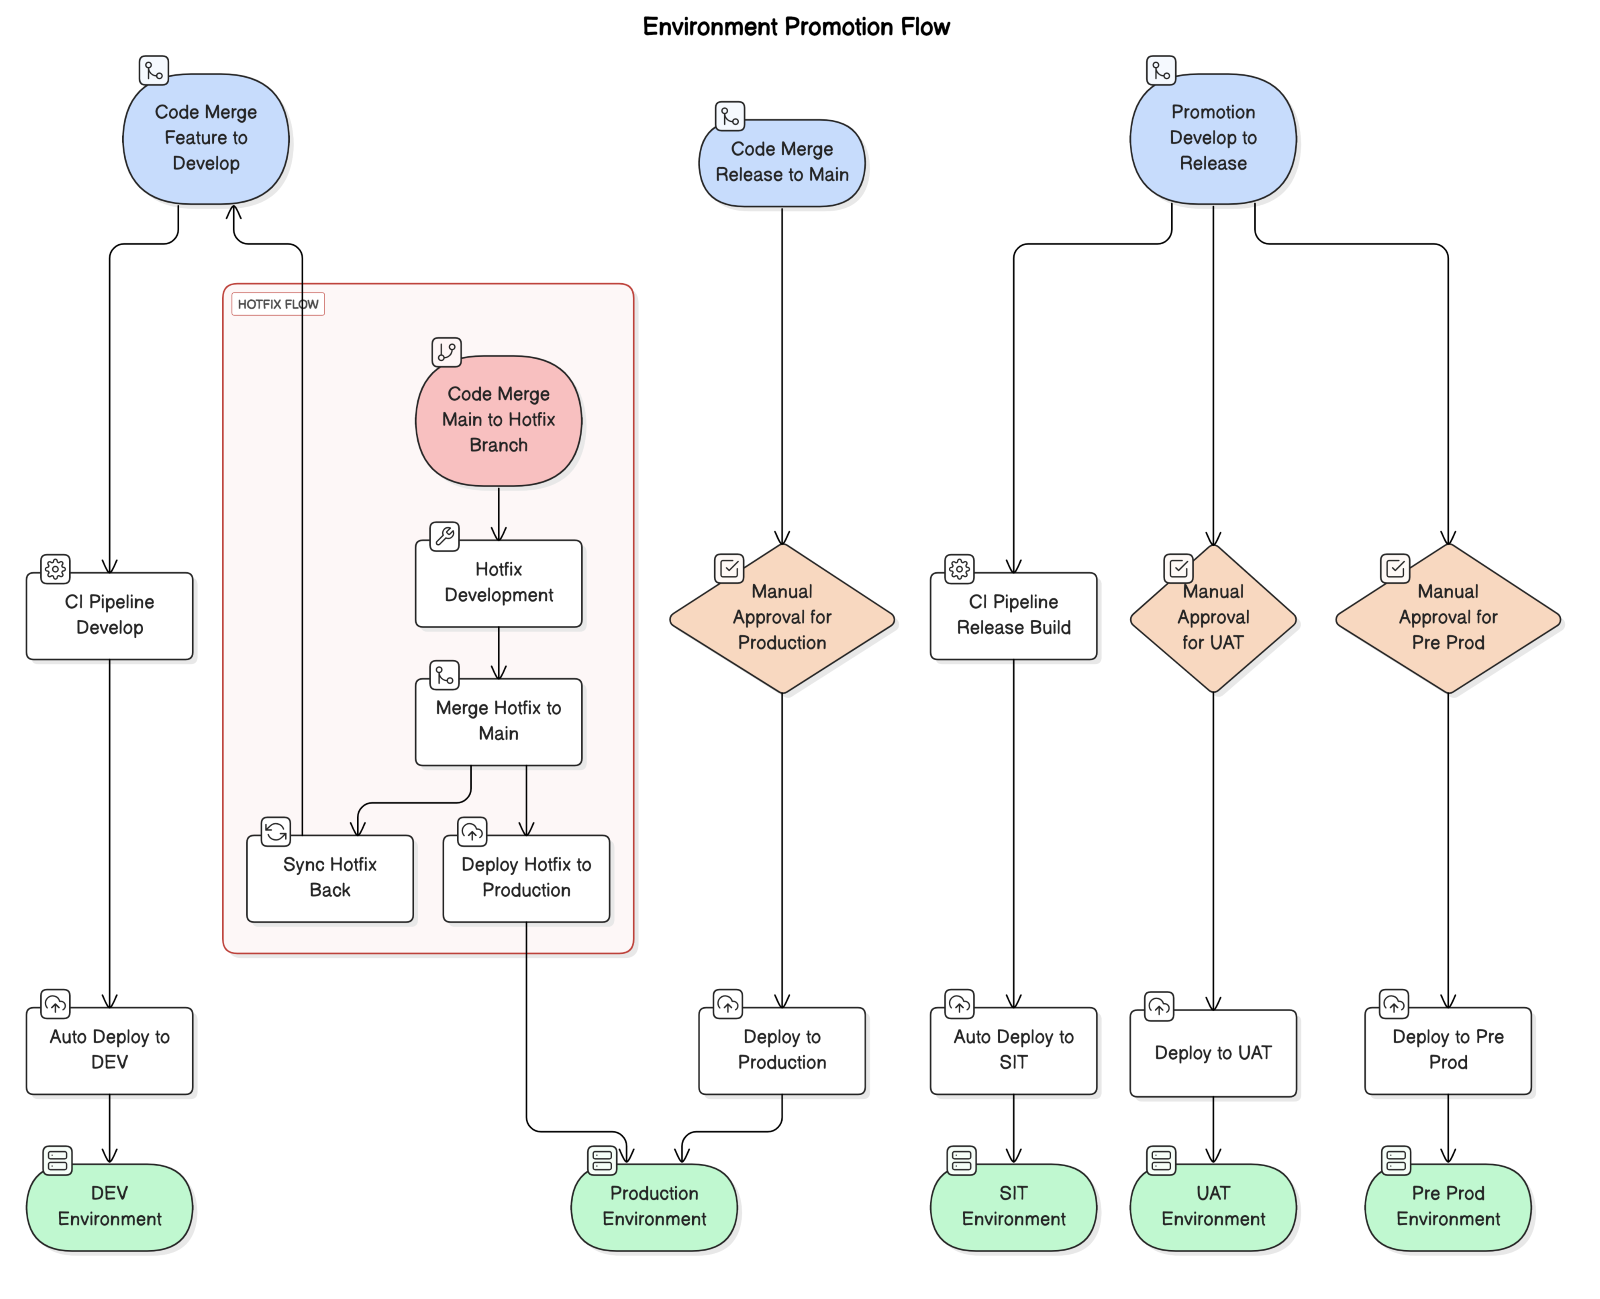 Environment Promotion Flow
Code Merge
Feature to
Develop
Code Merge
Release to Main
Promotion
Develop to
Release
HOTFIX FLOW
Code Merge
Main to Hotfix
Branch
Hotfix
Development
Merge Hotfix to
Main
Sync Hotfix
Back
Deploy Hotfix to
Production
CI Pipeline
Develop
Manual
Approval for
Production
CI Pipeline
Release Build
Manual
Approval
for UAT
Manual
Approval for
Pre Prod
Auto Deploy to
DEV
Deploy to
Production
Auto Deploy to
SIT
Deploy to UAT
Deploy to Pre
Prod
DEV
Environment
Production
Environment
SIT
Environment
UAT
Environment
Pre Prod
Environment